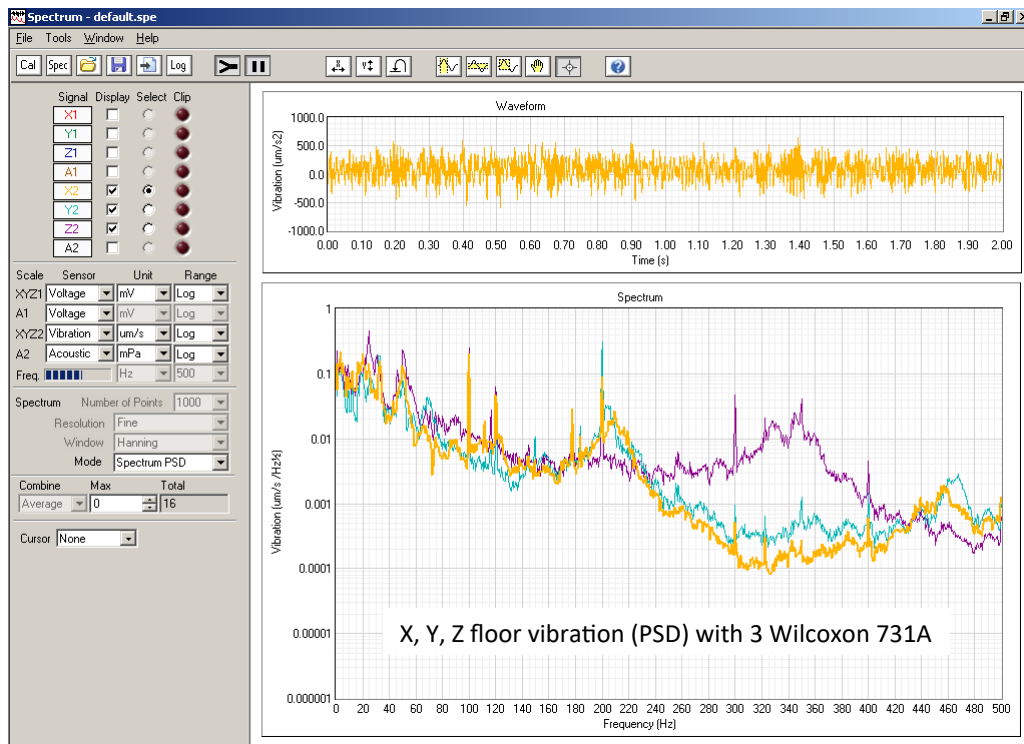 Spectrum - default.spe
File Tools Window Help
Cal Spec Log
Signal Display Select Clip
X1
Y1
Z1
A1
X2
Y2
Z2
A2
Scale Sensor Unit Range
XYZ1 Voltage mV Log
A1 Voltage mV Log
XYZ2 Vibration um/s Log
A2 Acoustic mPa Log
Freq. Hz 500
Spectrum Number of Points 1000
Resolution Fine
Window Hanning
Mode Spectrum PSD
Combine Max Total
Average 0 16
Cursor None
Waveform
Vibration (um/s2)
1000.0
500.0
0.0
-500.0
-1000.0
0.00 0.10 0.20 0.30 0.40 0.50 0.60 0.70 0.80 0.90 1.00 1.10 1.20 1.30 1.40 1.50 1.60 1.70 1.80 1.90 2.00
Time (s)
Spectrum
Vibration (um/s /Hz½)
1
0.1
0.01
0.001
0.0001
0.00001
0.000001
X, Y, Z floor vibration (PSD) with 3 Wilcoxon 731A
0 20 40 60 80 100 120 140 160 180 200 220 240 260 280 300 320 340 360 380 400 420 440 460 480 500
Frequency (Hz)